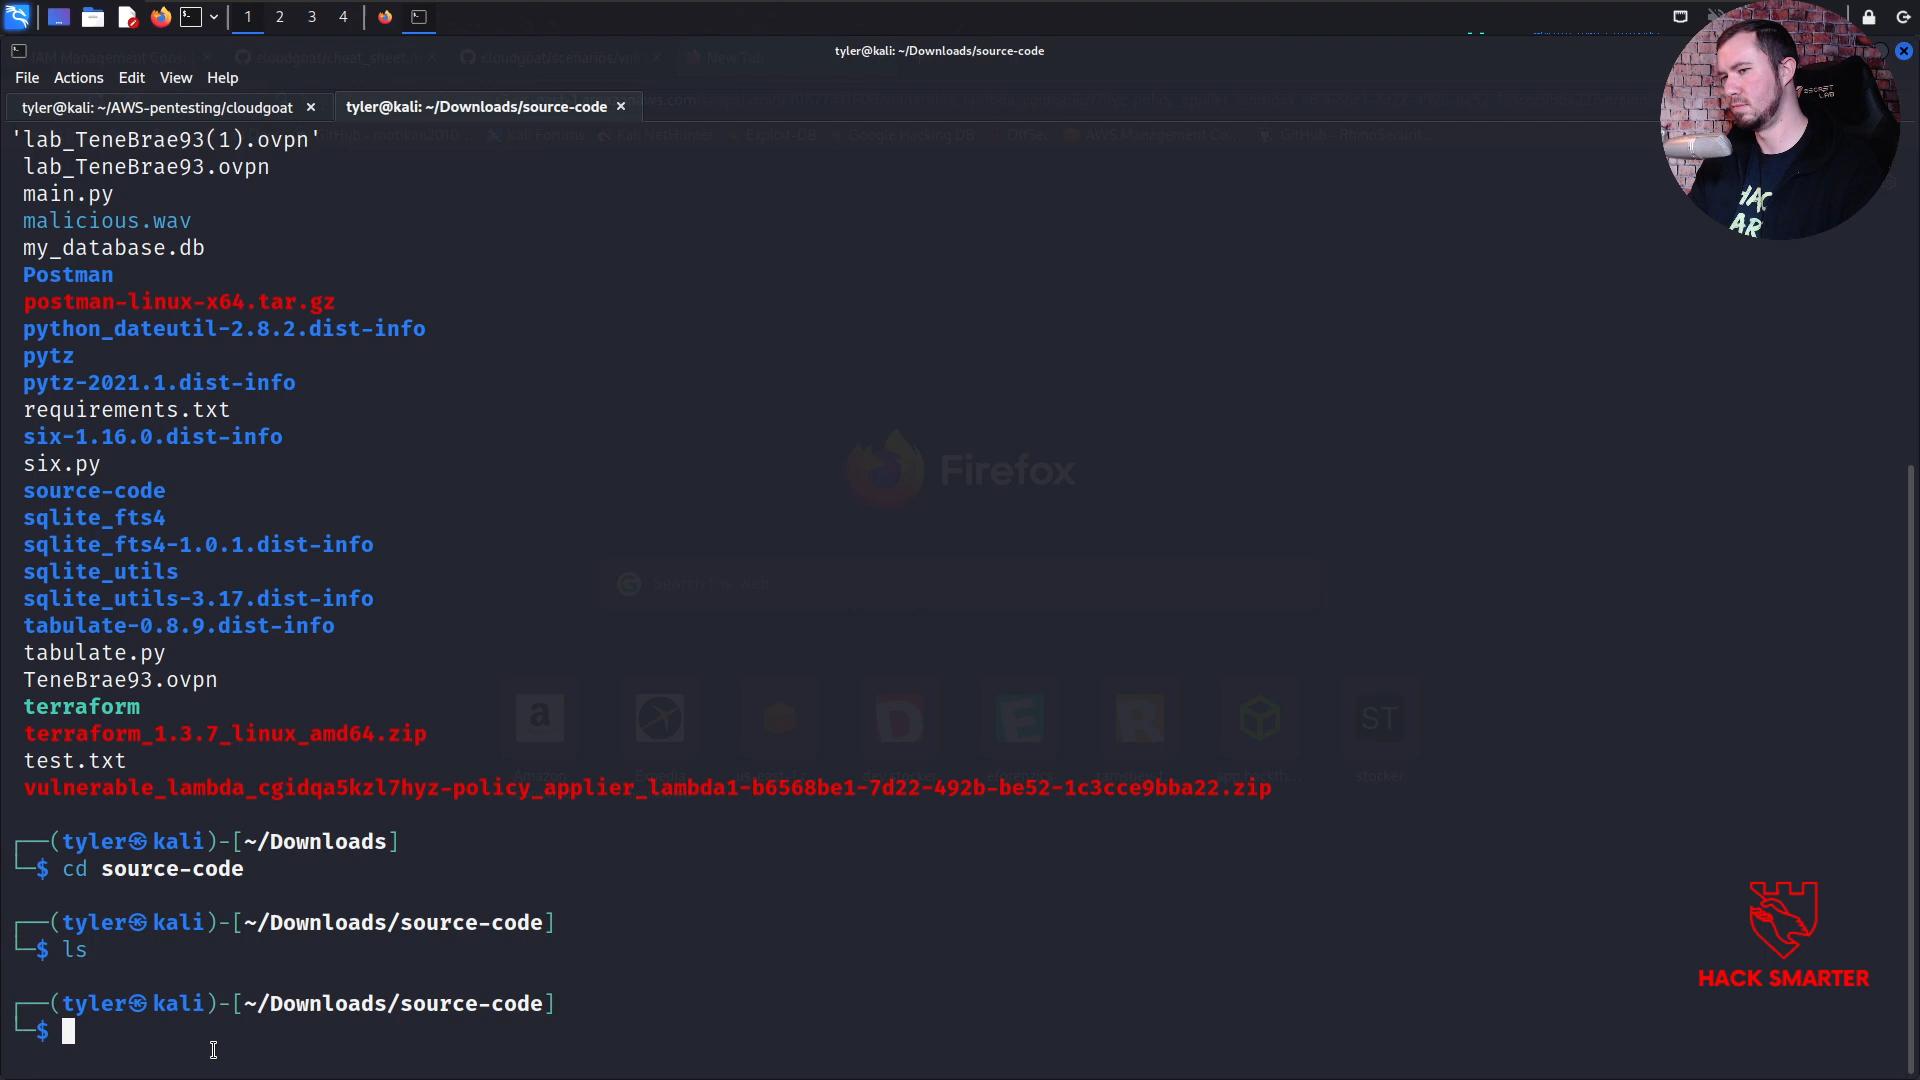 1 2 3 4
tyler@kali: ~/Downloads/source-code
File Actions Edit View Help
tyler@kali: ~/AWS-pentesting/cloudgoat × tyler@kali: ~/Downloads/source-code ×
'lab_TeneBrae93(1).ovpn'
lab_TeneBrae93.ovpn
main.py
malicious.wav
my_database.db
Postman
postman-linux-x64.tar.gz
python_dateutil-2.8.2.dist-info
pytz
pytz-2021.1.dist-info
requirements.txt
six-1.16.0.dist-info
six.py
source-code
sqlite_fts4
sqlite_fts4-1.0.1.dist-info
sqlite_utils
sqlite_utils-3.17.dist-info
tabulate-0.8.9.dist-info
tabulate.py
TeneBrae93.ovpn
terraform
terraform_1.3.7_linux_amd64.zip
test.txt
vulnerable_lambda_cgidqa5kzl7hyz-policy_applier_lambda1-b6568be1-7d22-492b-be52-1c3cce9bba22.zip
┌──(tyler㉿kali)-[~/Downloads]
└─$ cd source-code
┌──(tyler㉿kali)-[~/Downloads/source-code]
└─$ ls
┌──(tyler㉿kali)-[~/Downloads/source-code]
└─$
Firefox
Search the web
HACK SMARTER